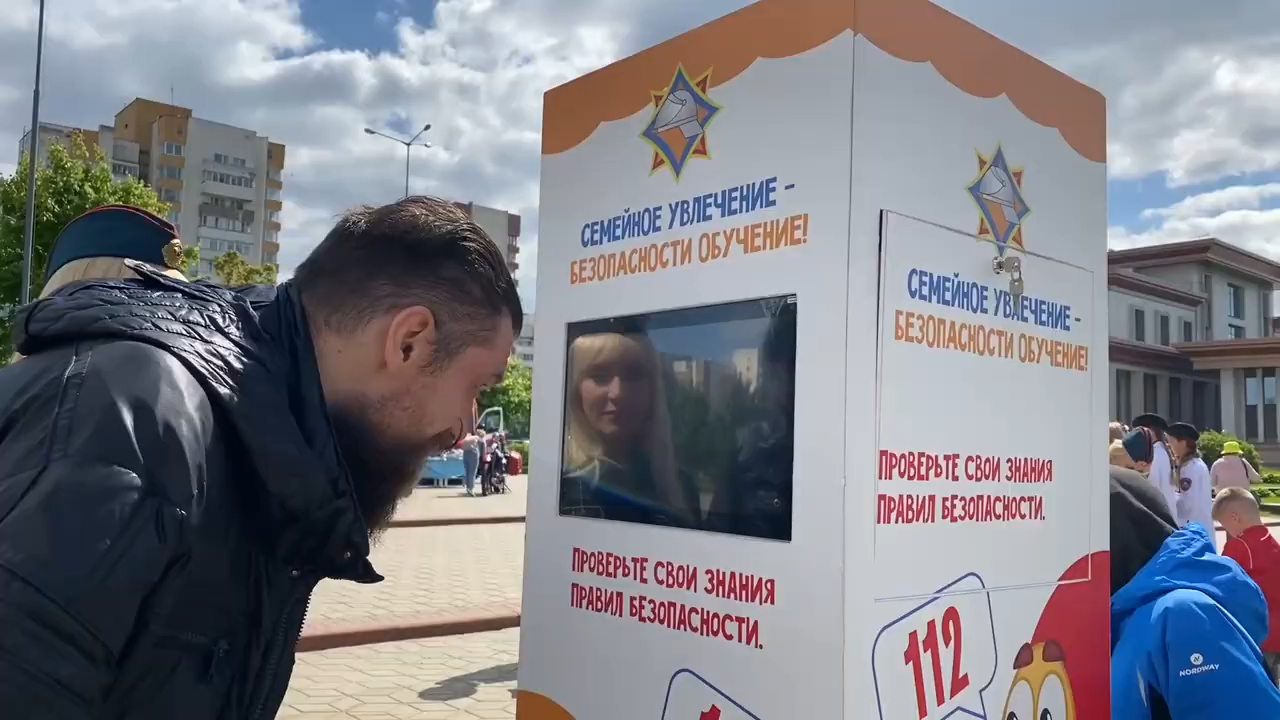 СЕМЕЙНОЕ УВЛЕЧЕНИЕ -
БЕЗОПАСНОСТИ ОБУЧЕНИЕ!
ПРОВЕРЬТЕ СВОИ ЗНАНИЯ
ПРАВИЛ БЕЗОПАСНОСТИ.
СЕМЕЙНОЕ УВЛЕЧЕНИЕ -
БЕЗОПАСНОСТИ ОБУЧЕНИЕ!
ПРОВЕРЬТЕ СВОИ ЗНАНИЯ
ПРАВИЛ БЕЗОПАСНОСТИ.
112
NORDWAY